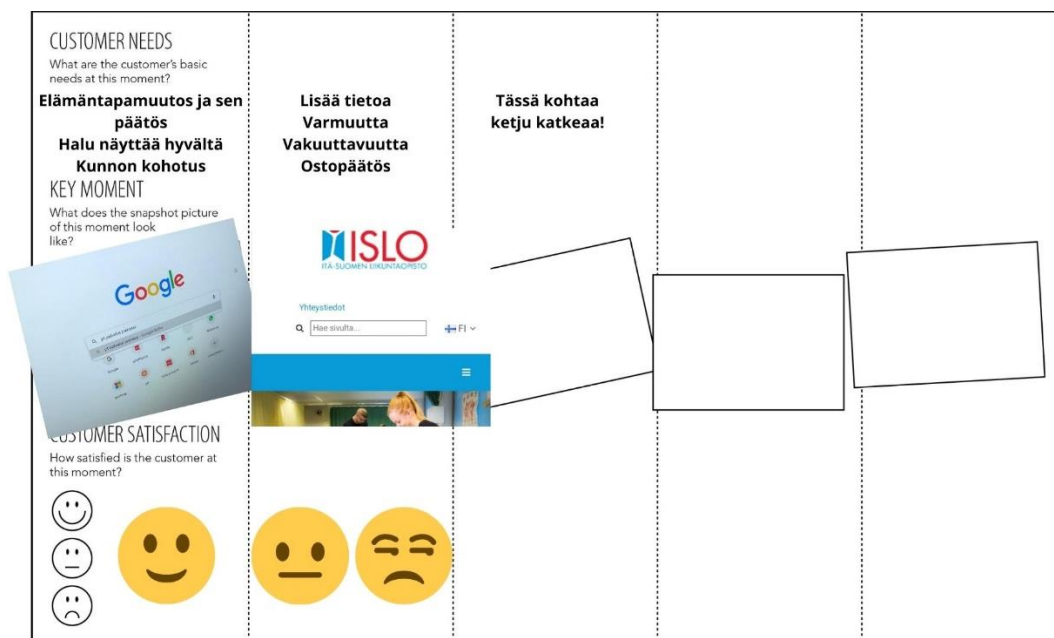 CUSTOMER NEEDS
What are the customer's basic
needs at this moment?
Elämäntapamuutos ja sen
päätös
Halu näyttää hyvältä
Kunnon kohotus
Lisää tietoa
Varmuutta
Vakuuttavuutta
Ostopäätös
Tässä kohtaa
ketju katkeaa!
KEY MOMENT
What does the snapshot picture
of this moment look
like?
Google
ISLO
ITÄ-SUOMEN LIIKUNTAOPISTO
Yhteystiedot
Hae sivulta...
FI
CUSTOMER SATISFACTION
How satisfied is the customer at
this moment?